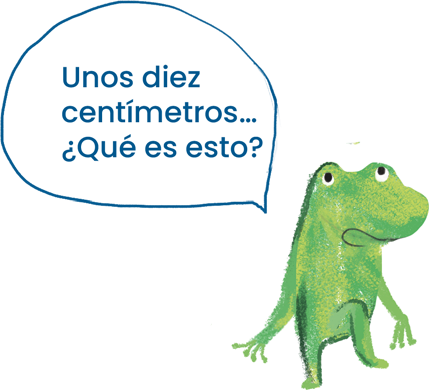 Unos diez
centímetros...
¿Qué es esto?